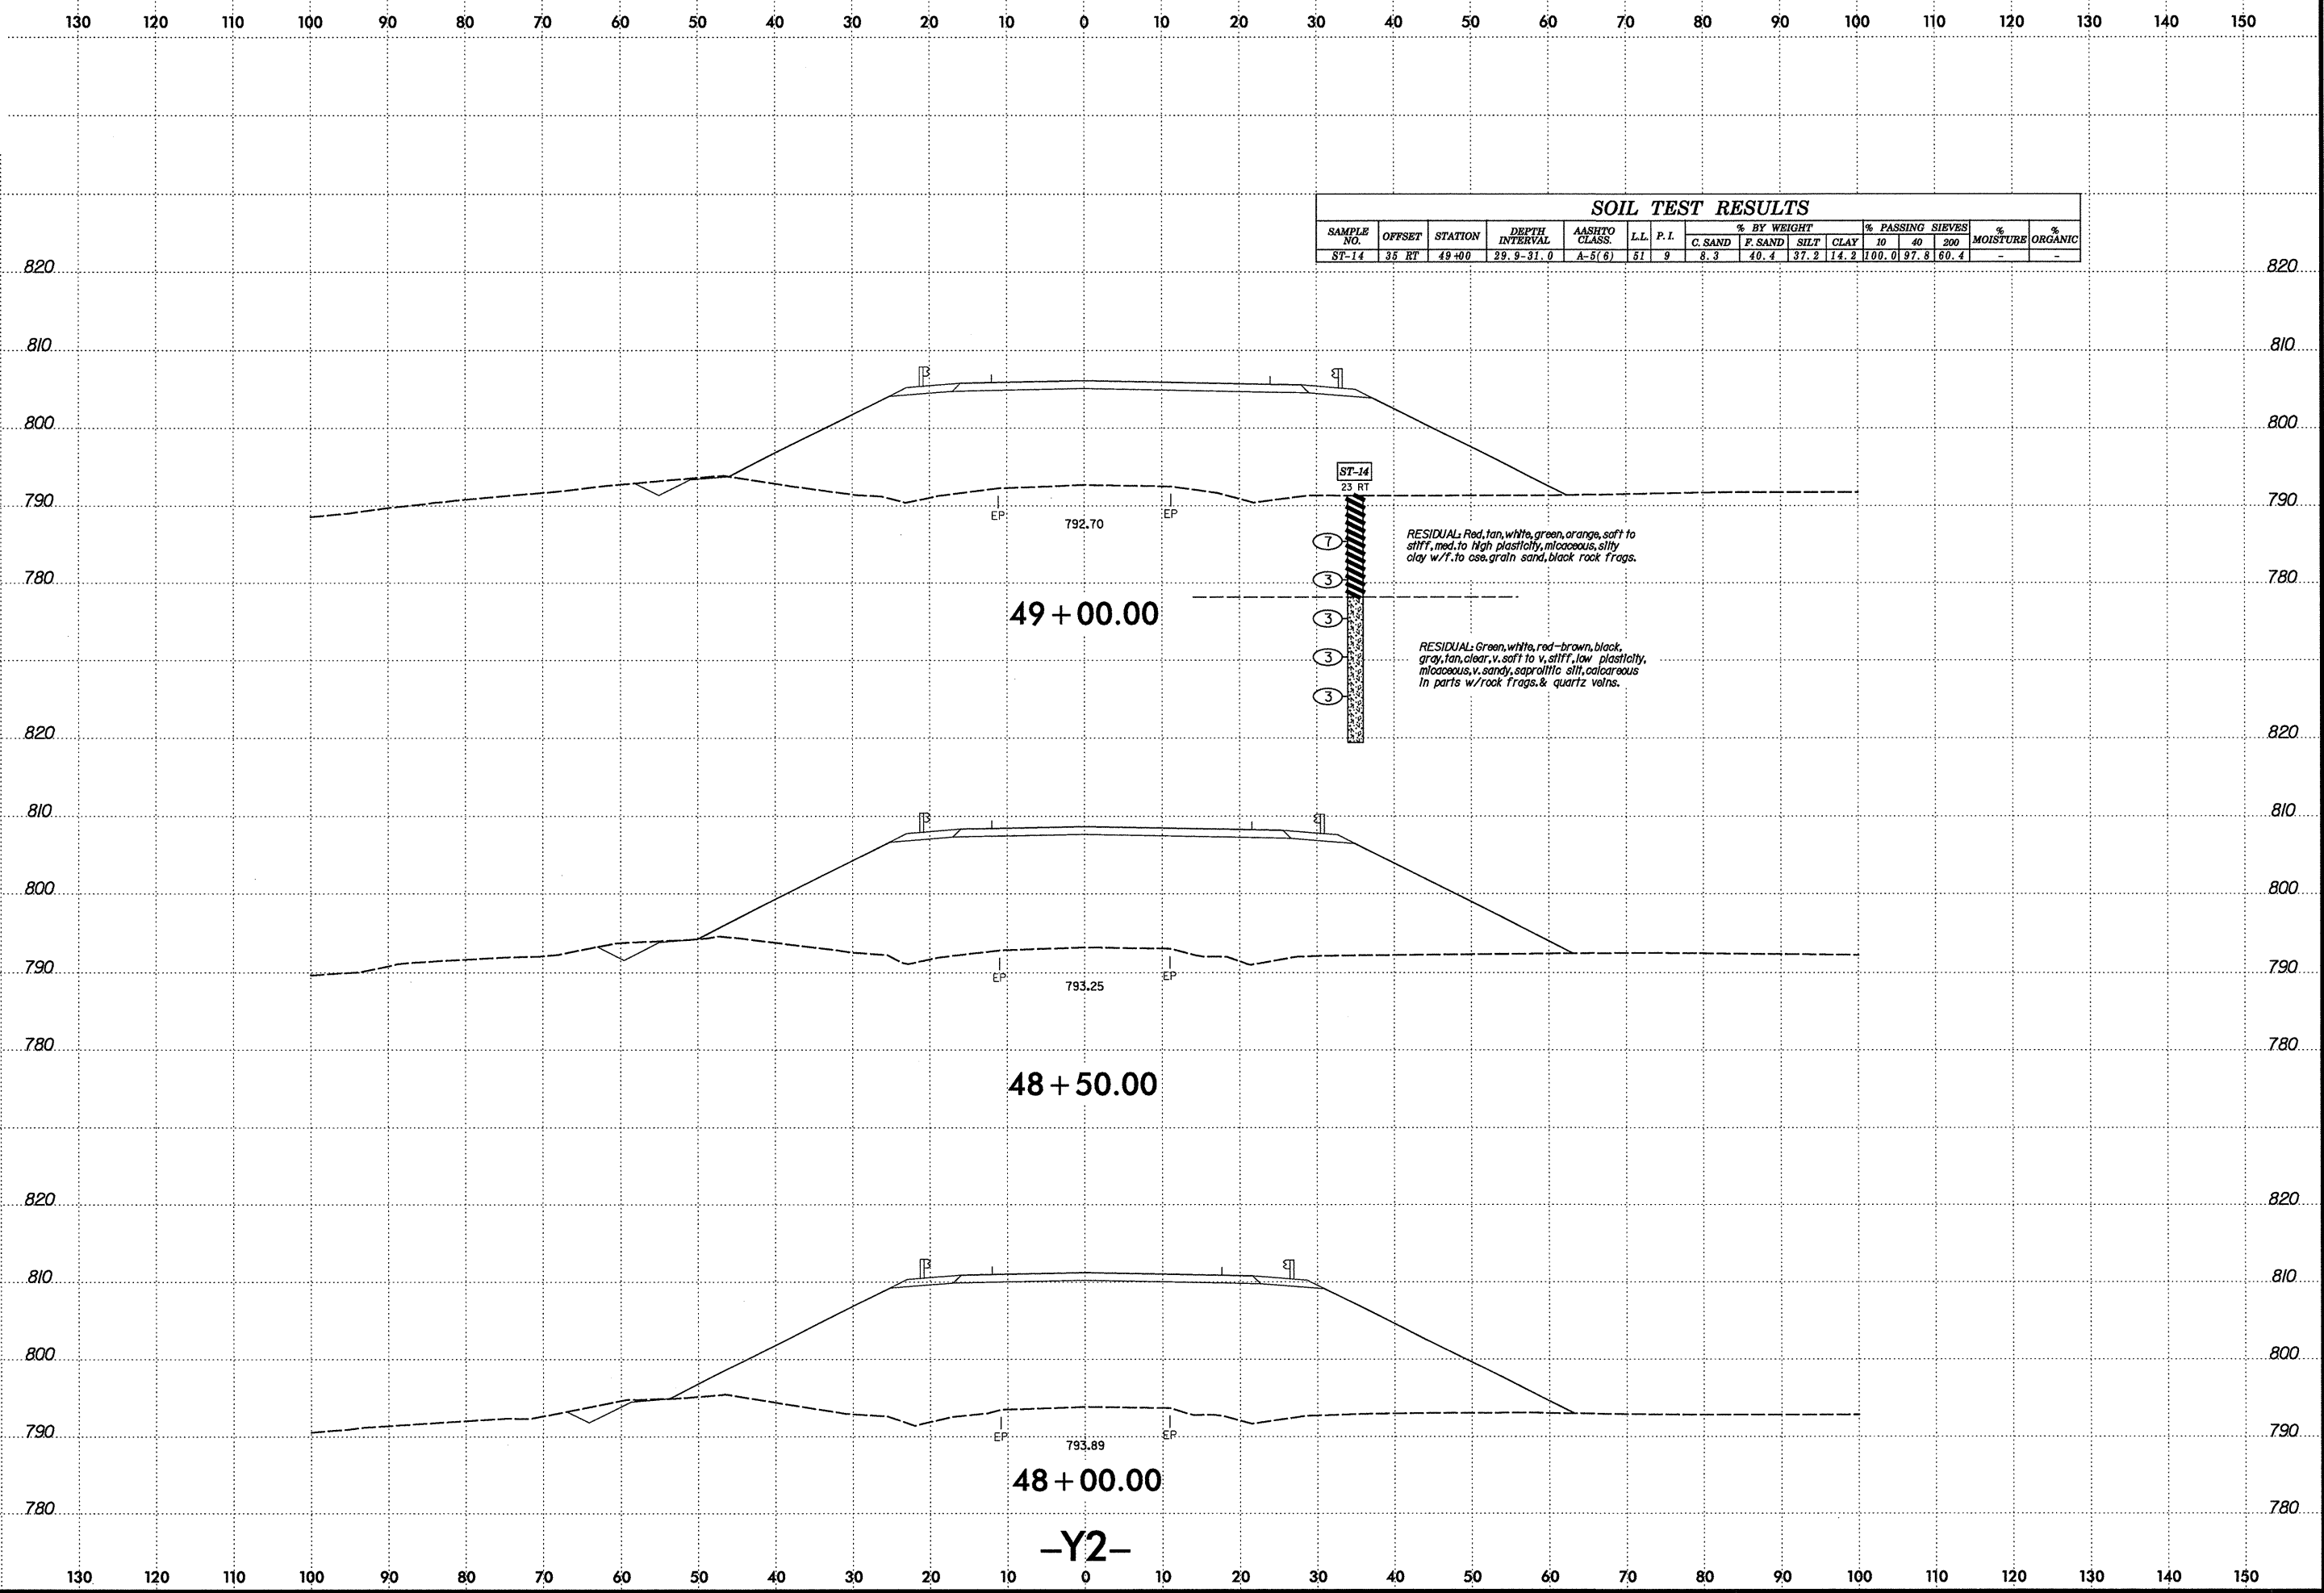 130 120 110 100 90 80 70 60 50 40 30 20 10 0 10 20 30 40 50 60 70 80 90 100 110 120 130 140 150
SOIL TEST RESULTS
SAMPLE NO. OFFSET STATION DEPTH INTERVAL AASHTO CLASS. L.L. P.I. % BY WEIGHT % PASSING SIEVES % MOISTURE % ORGANIC
C. SAND F. SAND SILT CLAY 10 40 200
ST-14 35 RT 49+00 29.9-31.0 A-5(6) 51 9 8.3 40.4 37.2 14.2 100.0 97.8 60.4 - -
820 820
810 810
800 800
ST-14
23 RT
790 790
EP EP
792.70
7
RESIDUAL: Red,tan,white,green,orange,soft to
stiff,med.to high plasticity,micaceous,silty
clay w/f.to cse.grain sand,black rock frags.
3
780 780
49+00.00
3
RESIDUAL: Green,white,red-brown,black,
gray,tan,clear,v.soft to v.stiff,low plasticity,
micaceous,v.sandy,saprolitic silt,calcareous
in parts w/rock frags.& quartz veins.
3
3
820 820
810 810
800 800
790 790
EP EP
793.25
780 780
48+50.00
820 820
810 810
800 800
790 790
EP EP
793.89
48+00.00
780 780
-Y2-
130 120 110 100 90 80 70 60 50 40 30 20 10 0 10 20 30 40 50 60 70 80 90 100 110 120 130 140 150